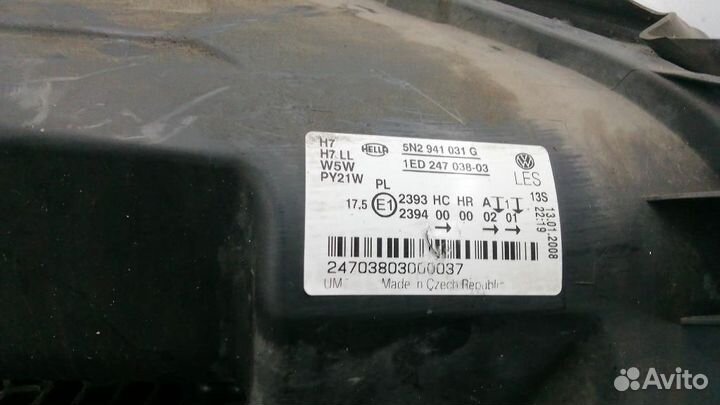 H7
H7 LL
W5W
PY21W
HELLA
5N2 941 031 G
1ED 247 038-03
LES
PL
17.5 E1
2393 HC HR A 1
2394 00 00 02 01
13S
13.01.2008
22:19
24703803000037
UM Made in Czech Republic
Avito